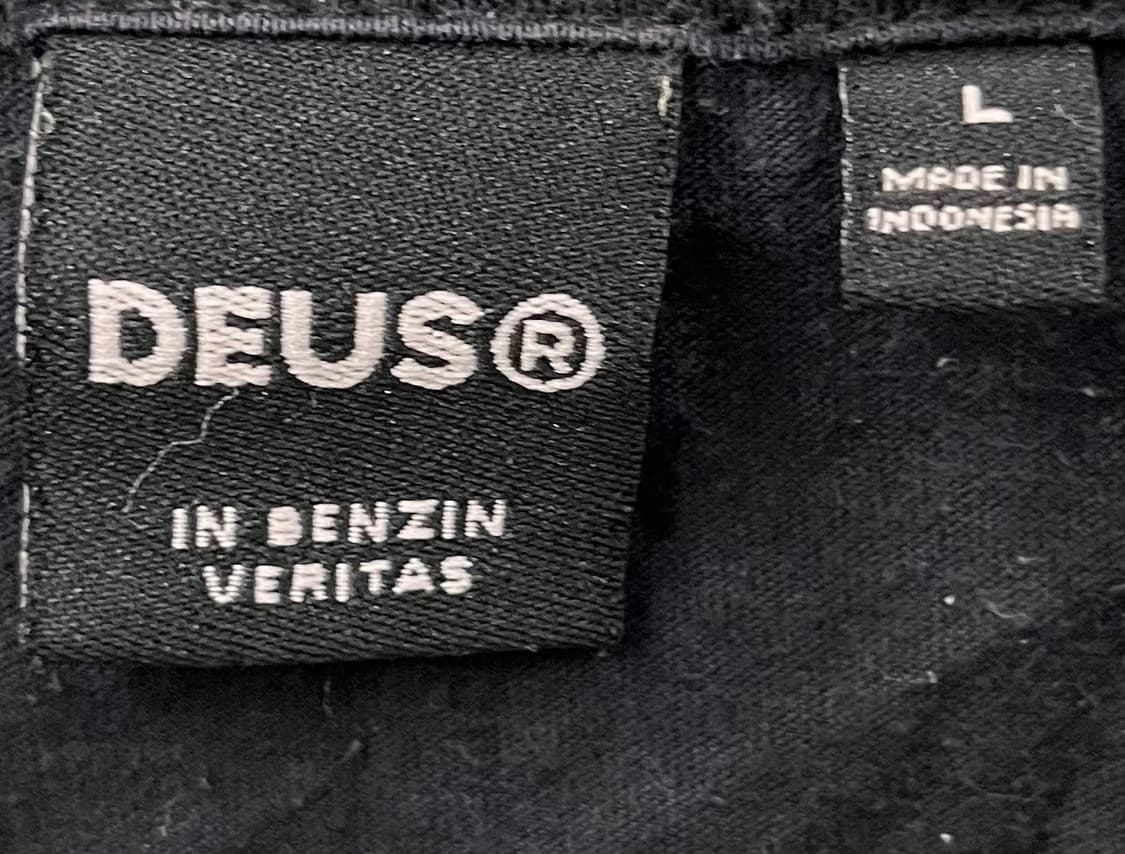 DEUS®
IN BENZIN
VERITAS
L
MADE IN
INDONESIA